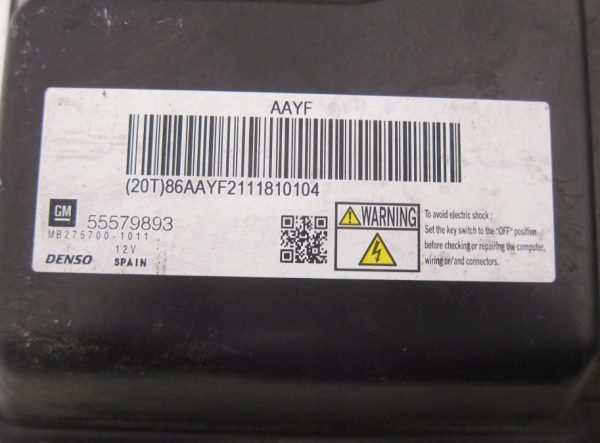 AAYF
(20T)86AAYF2111810104
GM
55579893
MB275700-1011
12V
DENSO SPAIN
WARNING
To avoid electric shock ;
Set the key switch to the "OFF" position
before checking or repairing the computer,
wiring or/and connectors.